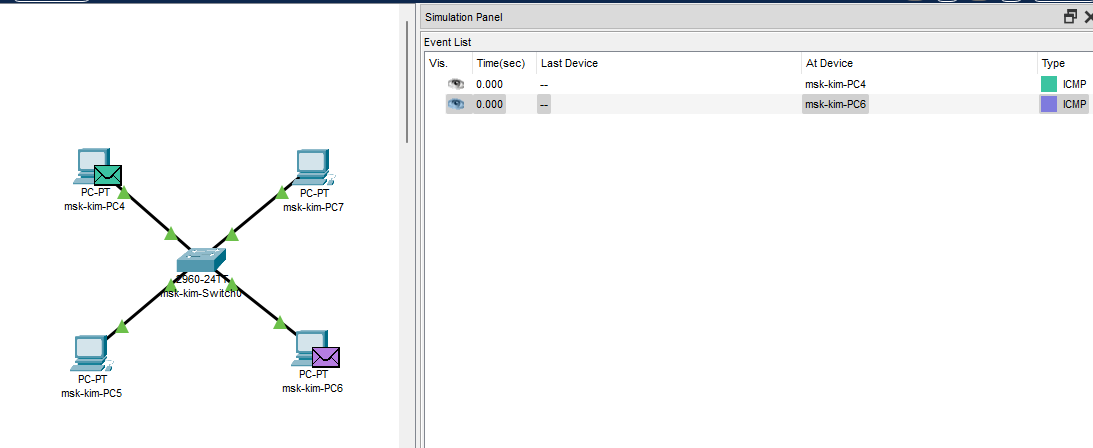 Simulation Panel
Event List
Vis. Time(sec) Last Device At Device Type
0.000 -- msk-kim-PC4 ICMP
0.000 -- msk-kim-PC6 ICMP
PC-PT
msk-kim-PC4
PC-PT
msk-kim-PC7
2960-24TT
msk-kim-Switch0
PC-PT
msk-kim-PC5
PC-PT
msk-kim-PC6